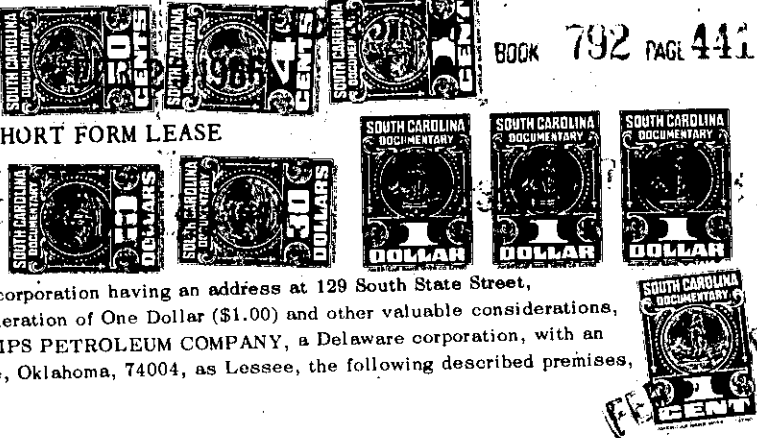 BOOK 792 PAGE 441
SOUTH CAROLINA DOCUMENTARY 50 CENTS
SOUTH CAROLINA DOCUMENTARY 4 CENTS
1 CENT
HORT FORM LEASE
SOUTH CAROLINA DOCUMENTARY DOLLARS
SOUTH CAROLINA DOCUMENTARY 30 DOLLARS
SOUTH CAROLINA DOCUMENTARY 1 DOLLAR
SOUTH CAROLINA DOCUMENTARY 1 DOLLAR
SOUTH CAROLINA DOCUMENTARY 1 DOLLAR
corporation having an address at 129 South State Street,
eration of One Dollar ($1.00) and other valuable considerations,
IPS PETROLEUM COMPANY, a Delaware corporation, with an
, Oklahoma, 74004, as Lessee, the following described premises,
SOUTH CAROLINA DOCUMENTARY 1 CENT